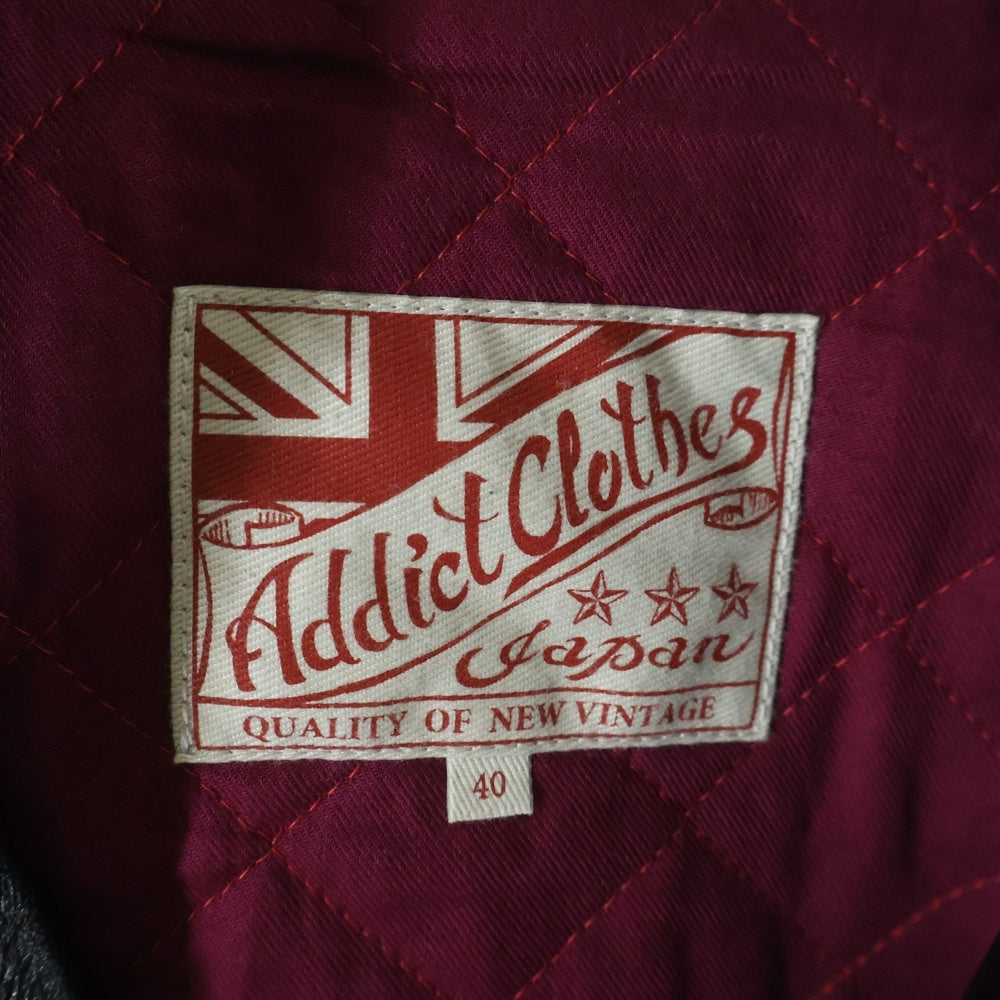 Addict Clothes
Japan
QUALITY OF NEW VINTAGE
40